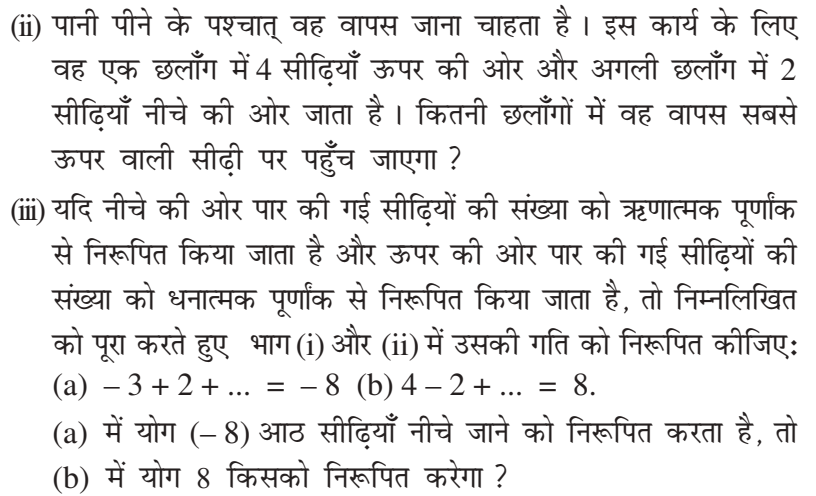 (ii) पानी पीने के पश्चात् वह वापस जाना चाहता है। इस कार्य के लिए
वह एक छलाँग में 4 सीढ़ियाँ ऊपर की ओर और अगली छलाँग में 2
सीढ़ियाँ नीचे की ओर जाता है। कितनी छलाँगों में वह वापस सबसे
ऊपर वाली सीढ़ी पर पहुँच जाएगा ?
(iii) यदि नीचे की ओर पार की गई सीढ़ियों की संख्या को ऋणात्मक पूर्णांक
से निरूपित किया जाता है और ऊपर की ओर पार की गई सीढ़ियों की
संख्या को धनात्मक पूर्णांक से निरूपित किया जाता है, तो निम्नलिखित
को पूरा करते हुए भाग (i) और (ii) में उसकी गति को निरूपित कीजिए:
(a) – 3 + 2 + ... = – 8 (b) 4 – 2 + ... = 8.
(a) में योग (– 8) आठ सीढ़ियाँ नीचे जाने को निरूपित करता है, तो
(b) में योग 8 किसको निरूपित करेगा ?